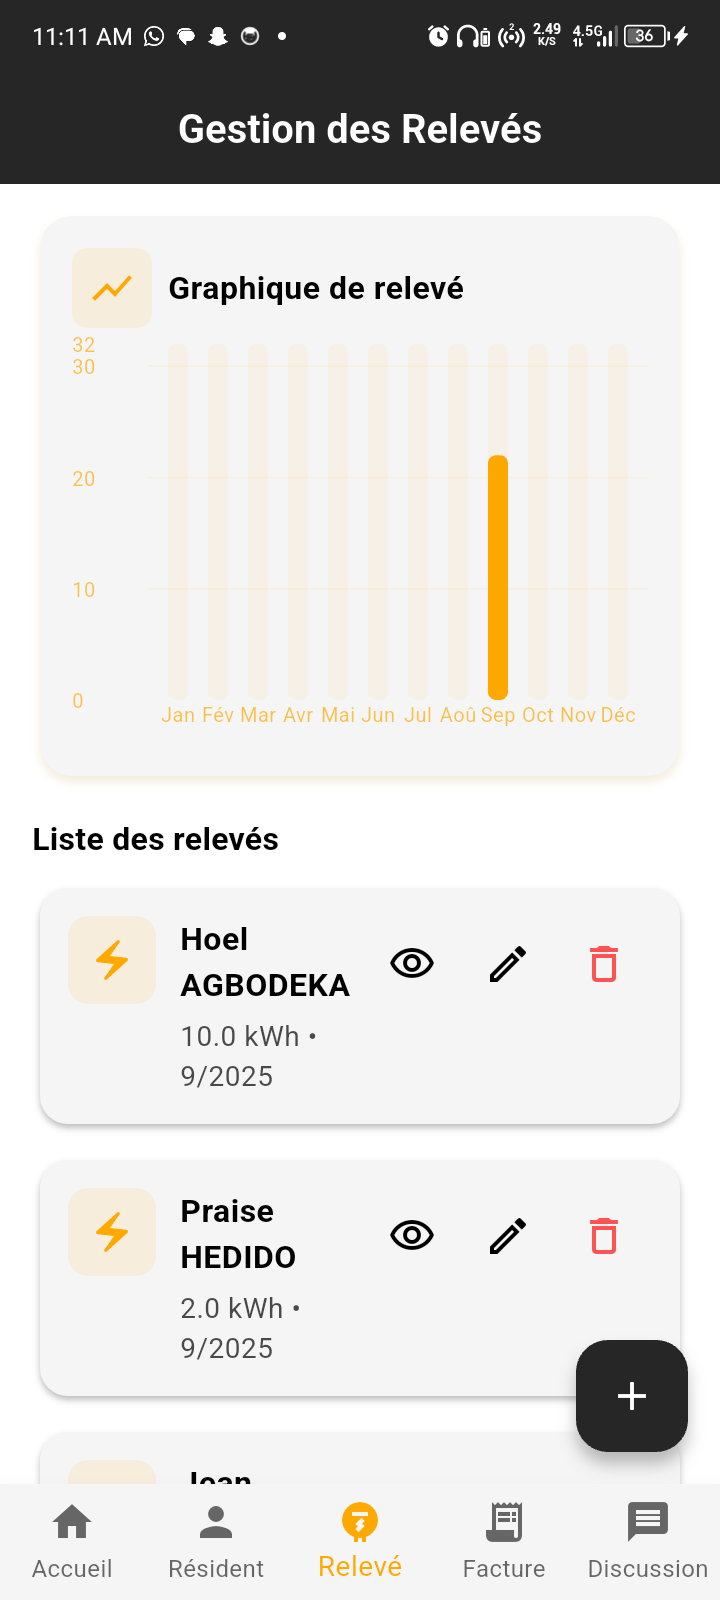 11:11 AM 2 2.49 K/S 4.5G 36
Gestion des Relevés
Graphique de relevé
32
30
20
10
0
Jan Fév Mar Avr Mai Jun Jul Aoû Sep Oct Nov Déc
Liste des relevés
Hoel
AGBODEKA
10.0 kWh •
9/2025
Praise
HEDIDO
2.0 kWh •
9/2025
Jean
Accueil Résident Relevé Facture Discussion